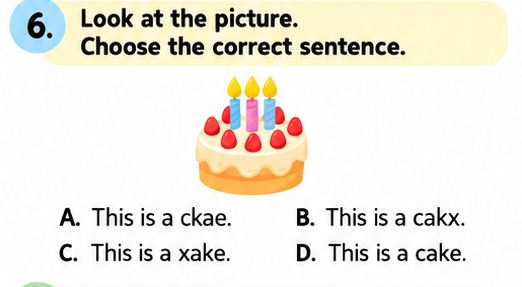 6. Look at the picture.
Choose the correct sentence.
A. This is a ckae. B. This is a cakx.
C. This is a xake. D. This is a cake.